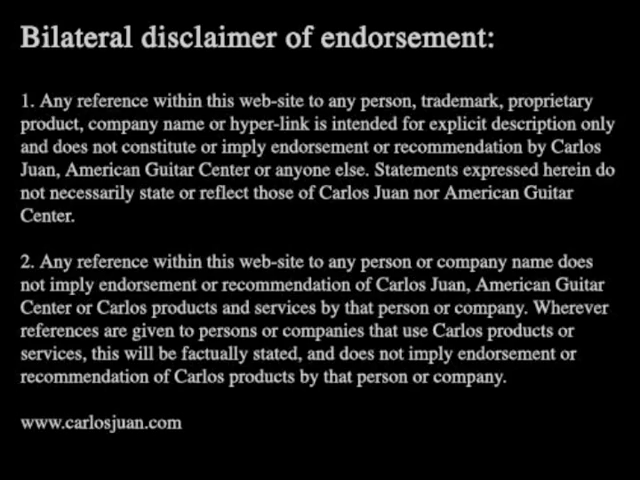 Bilateral disclaimer of endorsement:
1. Any reference within this web-site to any person, trademark, proprietary
product, company name or hyper-link is intended for explicit description only
and does not constitute or imply endorsement or recommendation by Carlos
Juan, American Guitar Center or anyone else. Statements expressed herein do
not necessarily state or reflect those of Carlos Juan nor American Guitar
Center.
2. Any reference within this web-site to any person or company name does
not imply endorsement or recommendation of Carlos Juan, American Guitar
Center or Carlos products and services by that person or company. Wherever
references are given to persons or companies that use Carlos products or
services, this will be factually stated, and does not imply endorsement or
recommendation of Carlos products by that person or company.
www.carlosjuan.com